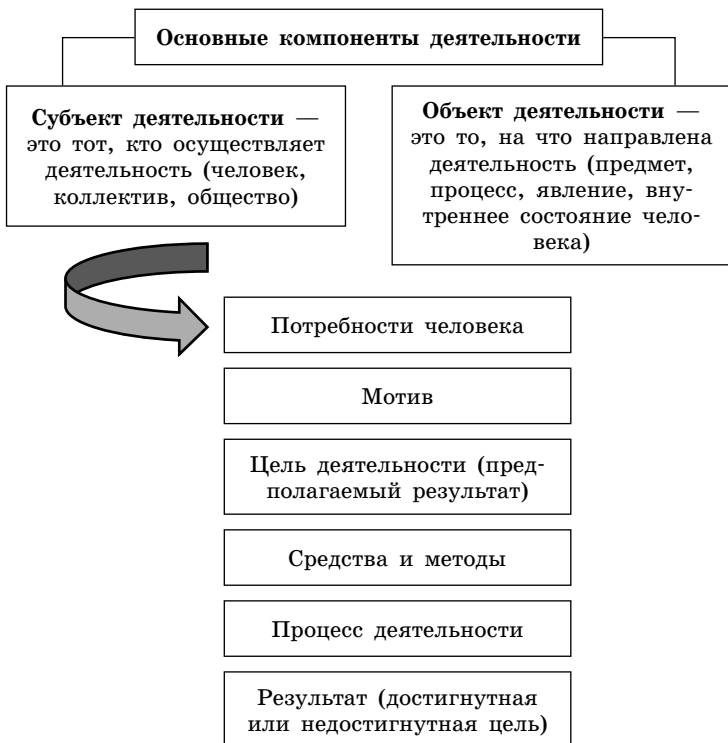 Основные компоненты деятельности
Субъект деятельности —
это тот, кто осуществляет
деятельность (человек,
коллектив, общество)
Объект деятельности —
это то, на что направлена
деятельность (предмет,
процесс, явление, вну-
треннее состояние чело-
века)
Потребности человека
Мотив
Цель деятельности (пред-
полагаемый результат)
Средства и методы
Процесс деятельности
Результат (достигнутая
или недостигнутая цель)